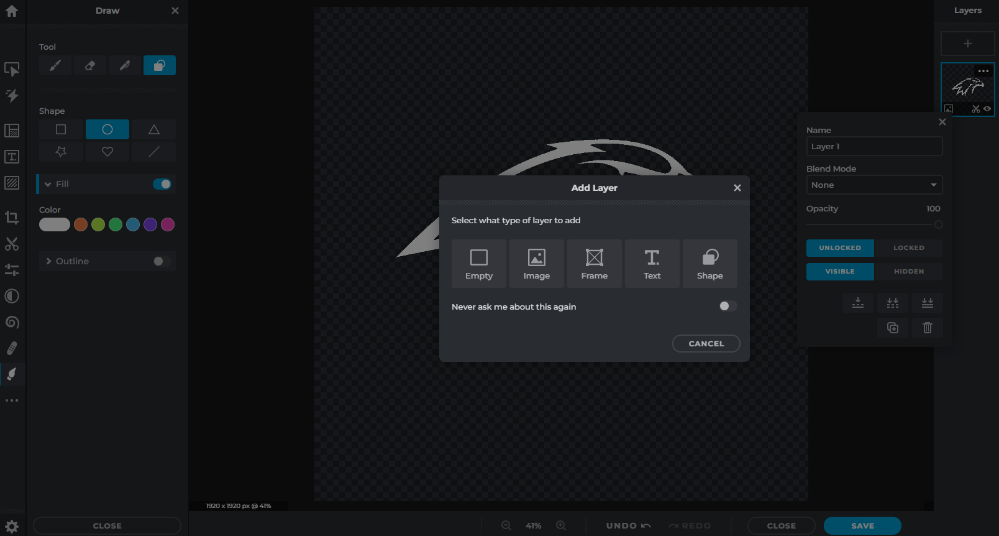 Draw
Tool
Shape
Fill
Color
Outline
CLOSE
1920 x 1920 px @ 41%
41%
UNDO
REDO
CLOSE
SAVE
Add Layer
Select what type of layer to add
Empty
Image
Frame
Text
Shape
Never ask me about this again
CANCEL
Layers
Name
Layer 1
Blend Mode
None
Opacity 100
UNLOCKED LOCKED
VISIBLE HIDDEN